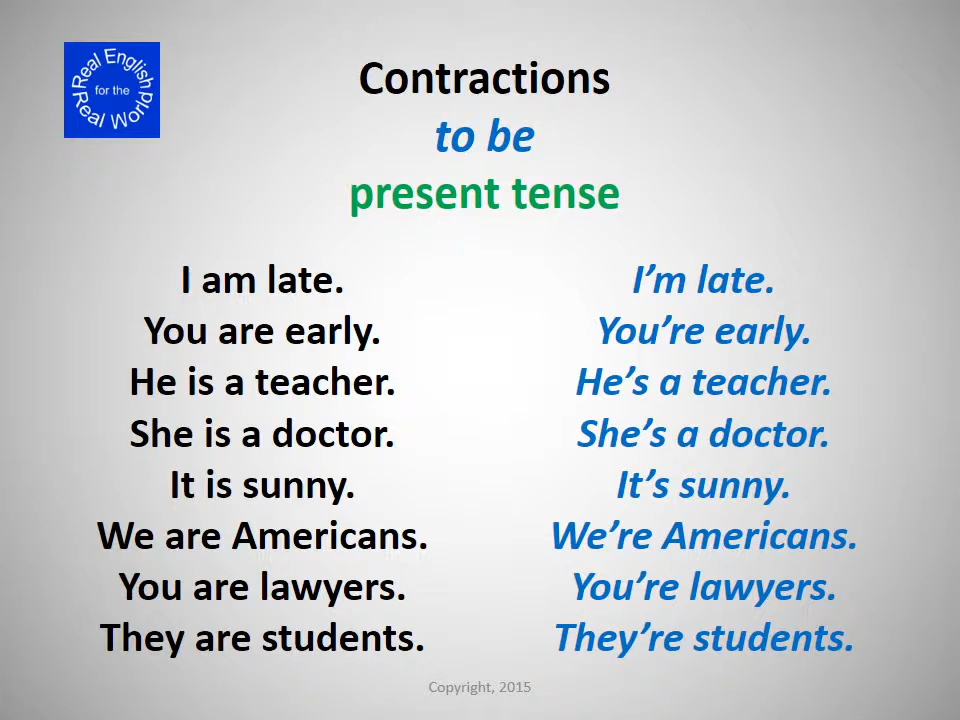 Real English
for the
Real World
Contractions
to be
present tense
I am late.
I’m late.
You are early.
You’re early.
He is a teacher.
He’s a teacher.
She is a doctor.
She’s a doctor.
It is sunny.
It’s sunny.
We are Americans.
We’re Americans.
You are lawyers.
You’re lawyers.
They are students.
They’re students.
Copyright, 2015